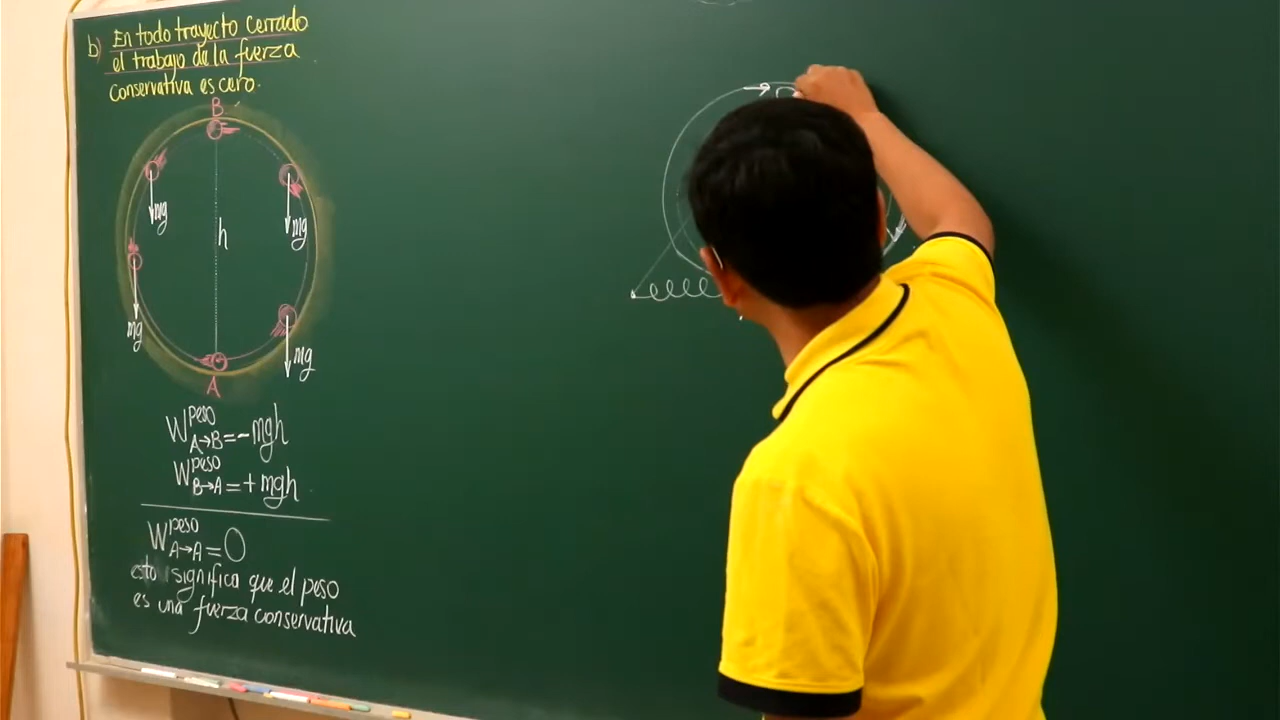 b) En todo trayecto cerrado
el trabajo de la fuerza
conservativa es cero.
B
mg
mg
h
mg
mg
A
W peso A→B = -mgh
W peso B→A = + mgh
W peso A→A = 0
esto significa que el peso
es una fuerza conservativa